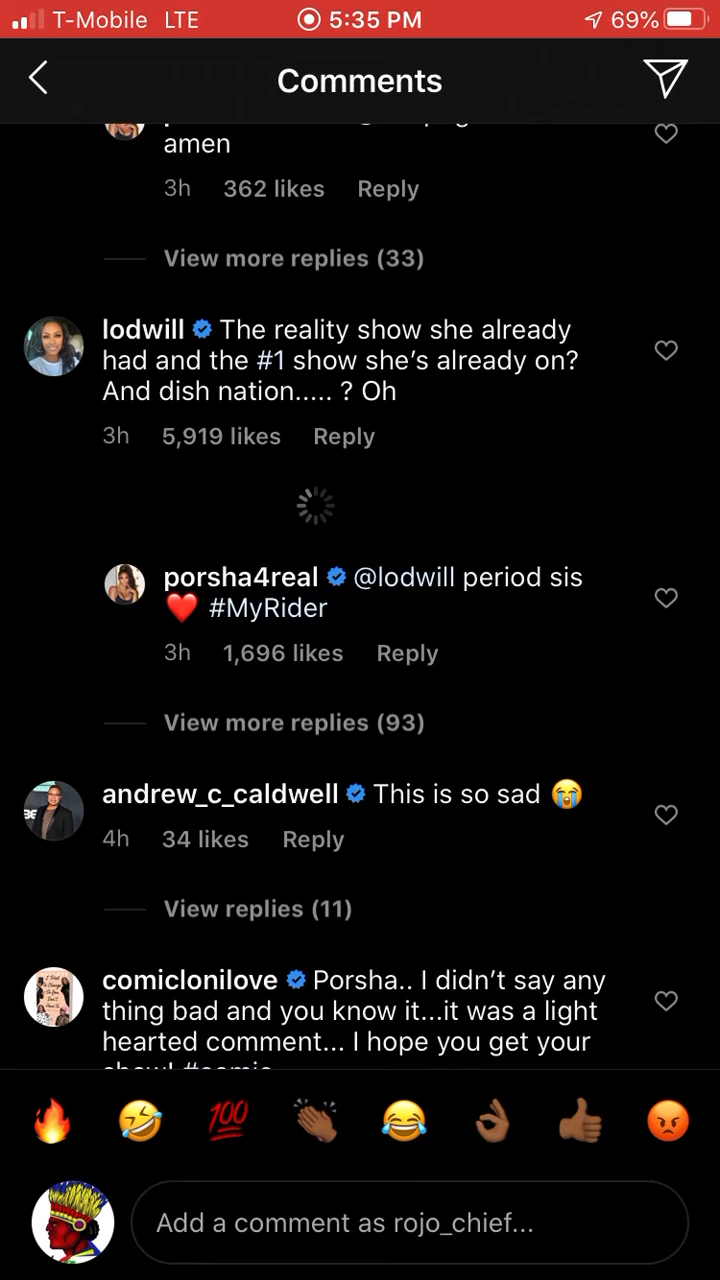 T-Mobile LTE 5:35 PM 69%
Comments
amen
3h 362 likes Reply
View more replies (33)
lodwill The reality show she already
had and the #1 show she's already on?
And dish nation..... ? Oh
3h 5,919 likes Reply
porsha4real @lodwill period sis
❤️ #MyRider
3h 1,696 likes Reply
View more replies (93)
andrew_c_caldwell This is so sad 😭
4h 34 likes Reply
View replies (11)
comiclonilove Porsha.. I didn't say any
thing bad and you know it...it was a light
hearted comment... I hope you get your
🔥 🤣 💯 👏🏾 😂 👌🏾 👍🏾 😡
Add a comment as rojo_chief...